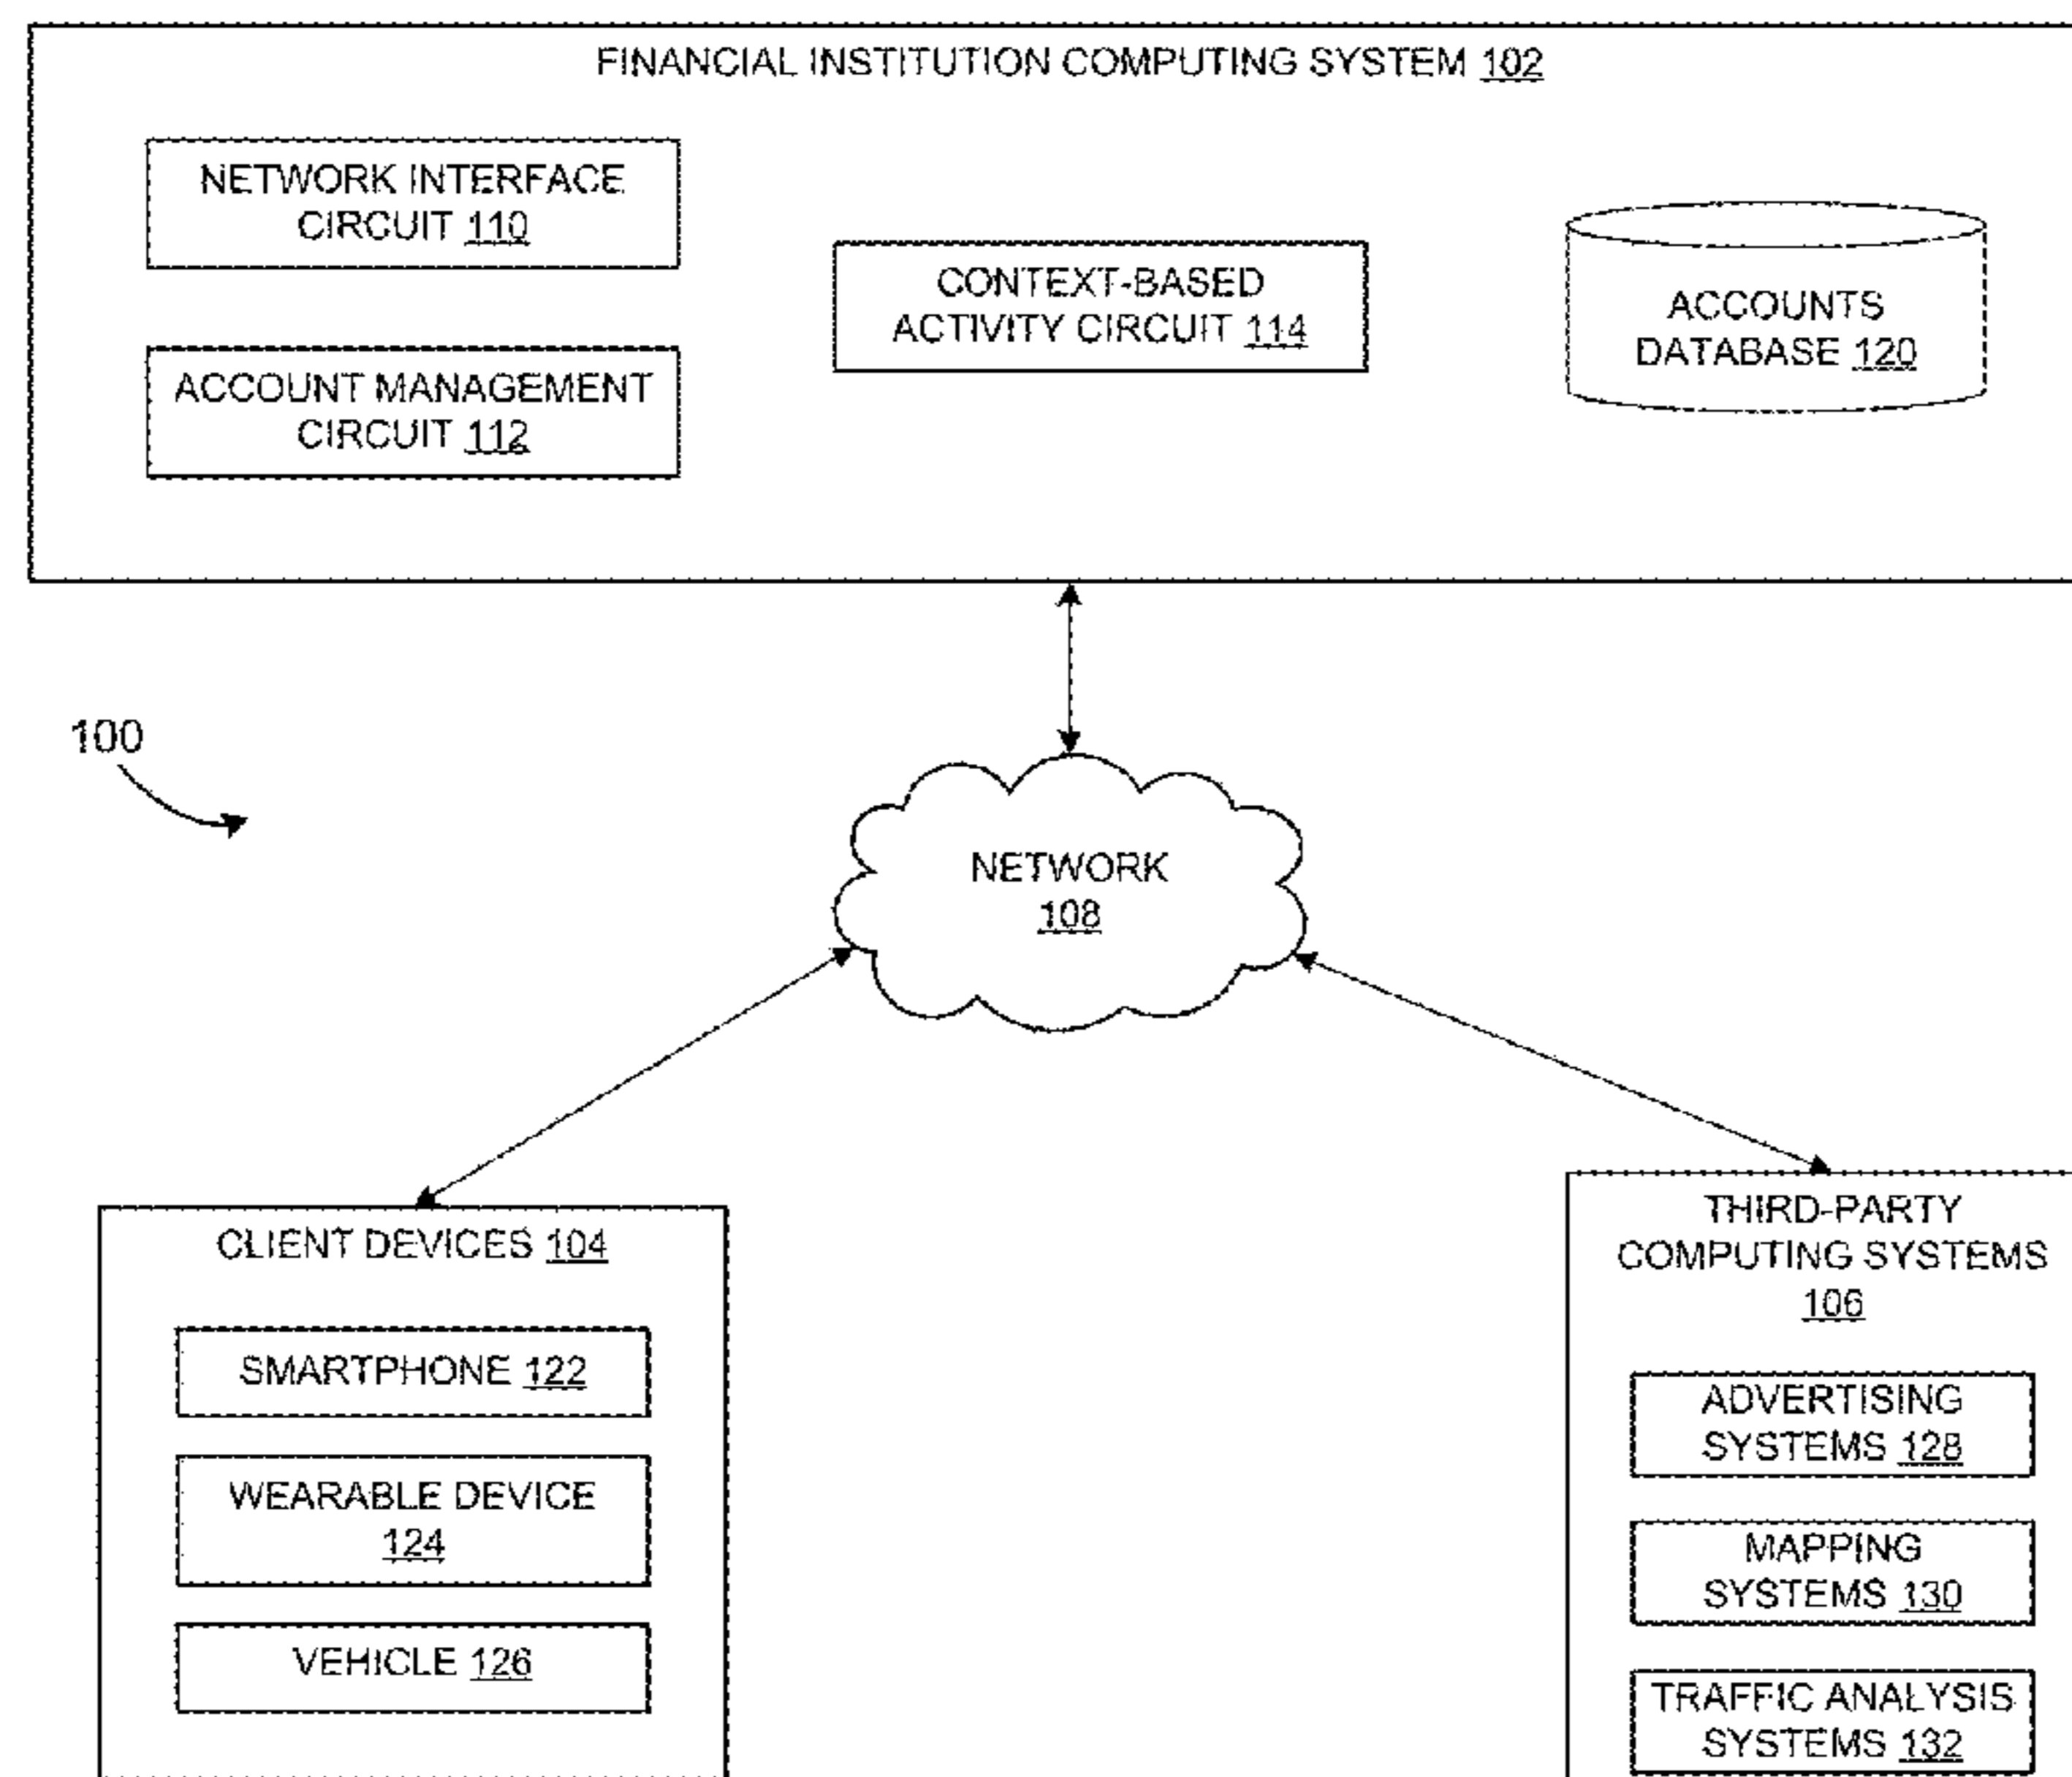 FINANCIAL INSTITUTION COMPUTING SYSTEM 102
NETWORK INTERFACE
CIRCUIT 110
ACCOUNT MANAGEMENT
CIRCUIT 112
CONTEXT-BASED
ACTIVITY CIRCUIT 114
ACCOUNTS
DATABASE 120
100
NETWORK
108
CLIENT DEVICES 104
SMARTPHONE 122
WEARABLE DEVICE
124
VEHICLE 126
THIRD-PARTY
COMPUTING SYSTEMS
106
ADVERTISING
SYSTEMS 128
MAPPING
SYSTEMS 130
TRAFFIC ANALYSIS
SYSTEMS 132